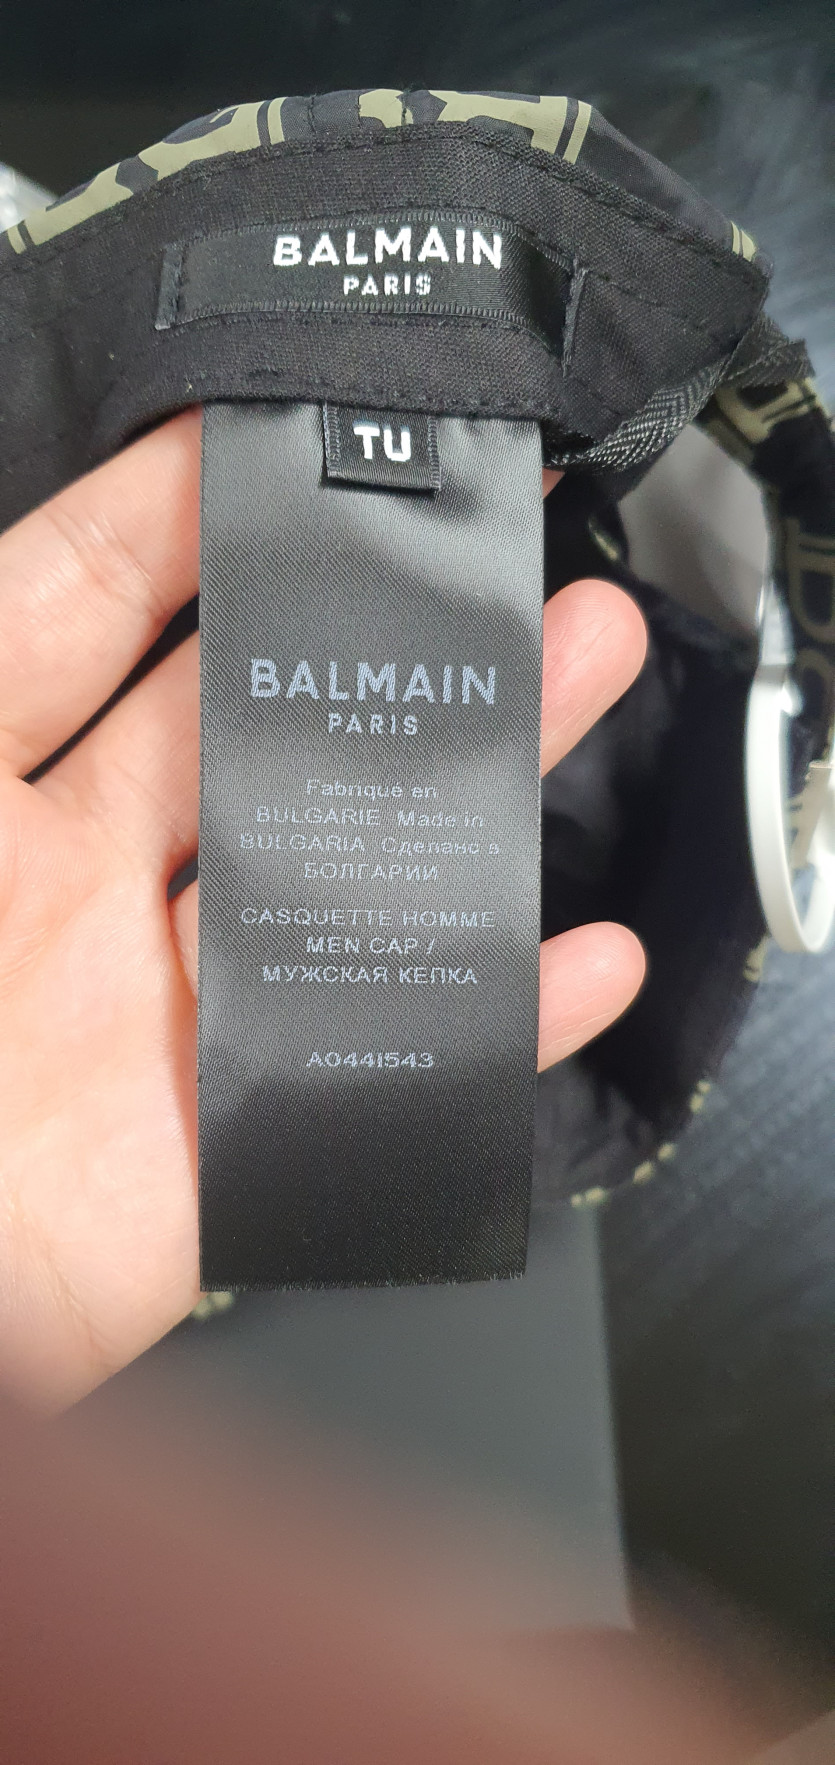 BALMAIN
PARIS
TU
BALMAIN
PARIS
Fabriqué en
BULGARIE Made in
BULGARIA Сделано в
БОЛГАРИИ
CASQUETTE HOMME
MEN CAP /
МУЖСКАЯ КЕПКА
A0441543